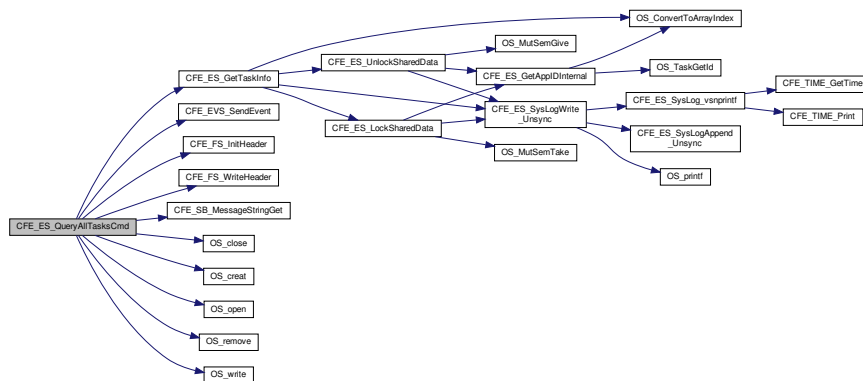 OS_ConvertToArrayIndex
OS_MutSemGive
CFE_ES_UnlockSharedData
OS_TaskGetId
CFE_ES_GetTaskInfo
CFE_ES_GetAppIDInternal
CFE_TIME_GetTime
CFE_ES_SysLog_vsnprintf
CFE_EVS_SendEvent
CFE_ES_SysLogWrite
_Unsync
CFE_TIME_Print
CFE_ES_LockSharedData
CFE_ES_SysLogAppend
_Unsync
CFE_FS_InitHeader
OS_MutSemTake
CFE_FS_WriteHeader
OS_printf
CFE_SB_MessageStringGet
CFE_ES_QueryAllTasksCmd
OS_close
OS_creat
OS_open
OS_remove
OS_write